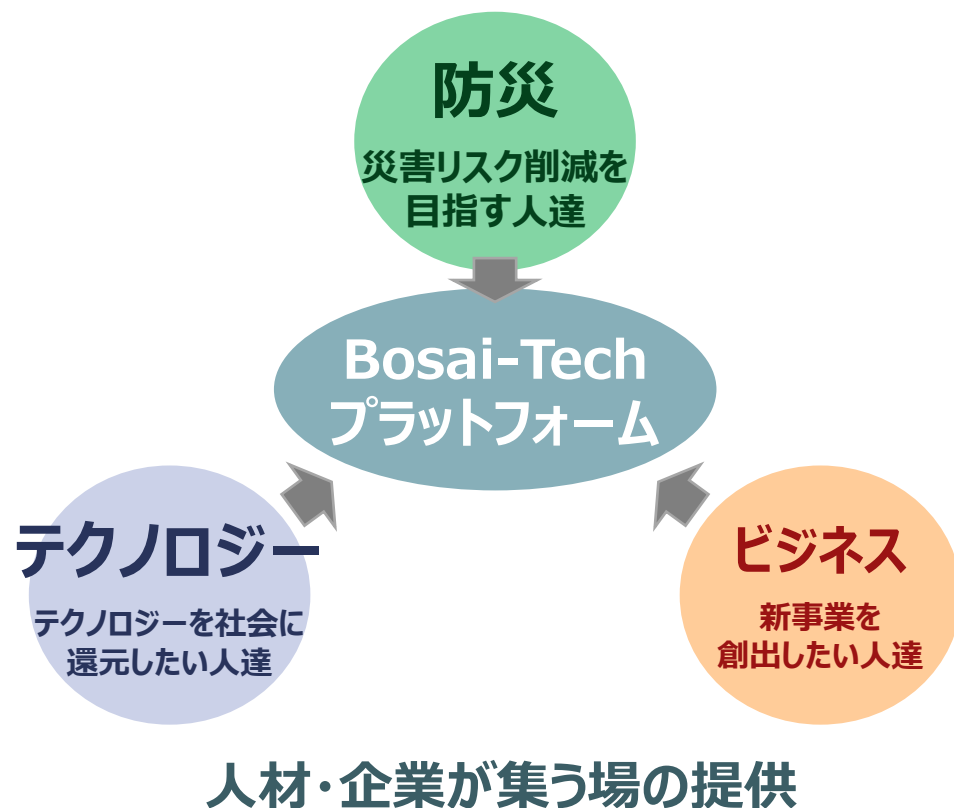 防災
災害リスク削減を
目指す人達
Bosai-Tech
プラットフォーム
テクノロジー
テクノロジーを社会に
還元したい人達
ビジネス
新事業を
創出したい人達
人材・企業が集う場の提供